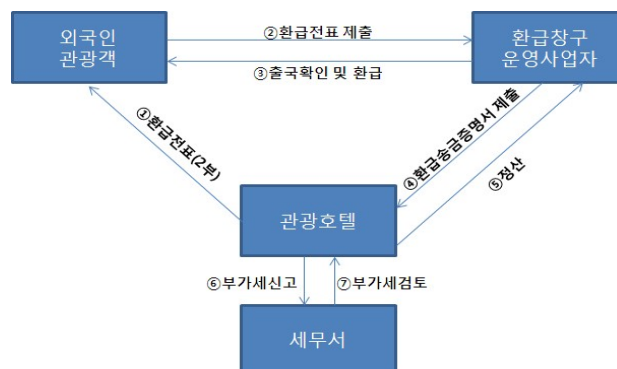 외국인
관광객
②환급전표 제출
환급창구
운영사업자
③출국확인 및 환급
①환급전표(2부)
④환급송금증명서 제출
⑤정산
관광호텔
⑥부가세신고
⑦부가세검토
세무서